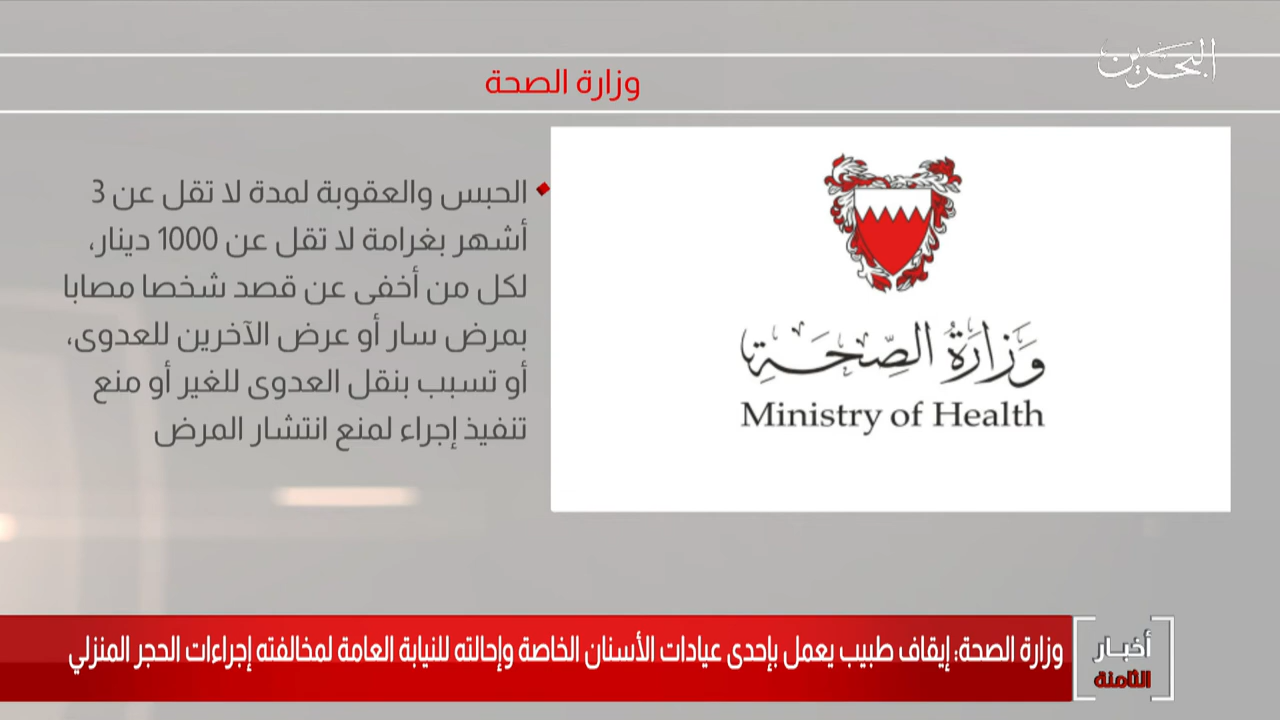 البحرين
وزارة الصحة
الحبس والعقوبة لمدة لا تقل عن 3
أشهر بغرامة لا تقل عن 1000 دينار،
لكل من أخفى عن قصد شخصا مصابا
بمرض سار أو عرض الآخرين للعدوى،
أو تسبب بنقل العدوى للغير أو منع
تنفيذ إجراء لمنع انتشار المرض
وَزَارَةُ الصِّحَةِ
Ministry of Health
أخبار
الثامنة
وزارة الصحة: إيقاف طبيب يعمل بإحدى عيادات الأسنان الخاصة وإحالته للنيابة العامة لمخالفته إجراءات الحجر المنزلي